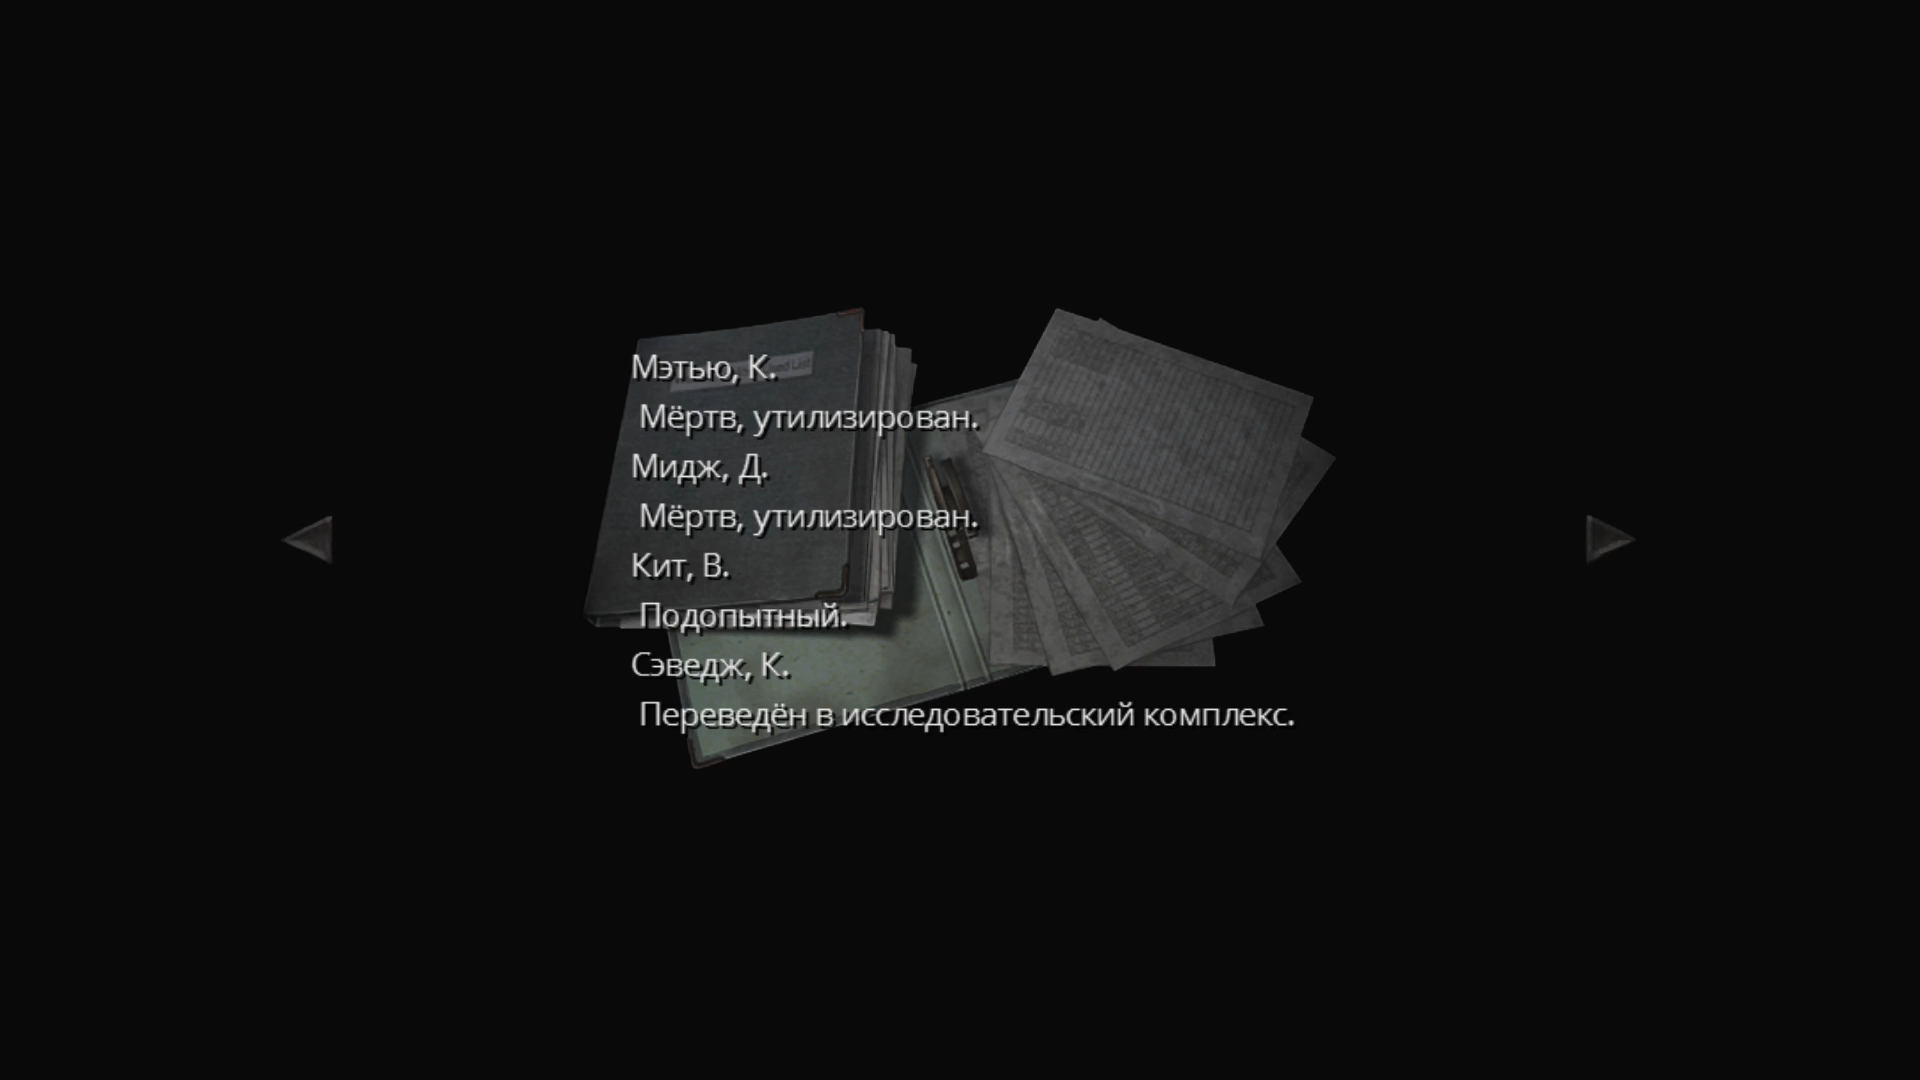 Мэтью, К.
Мёртв, утилизирован.
Мидж, Д.
Мёртв, утилизирован.
Кит, В.
Подопытный.
Сэведж, К.
Переведён в исследовательский комплекс.